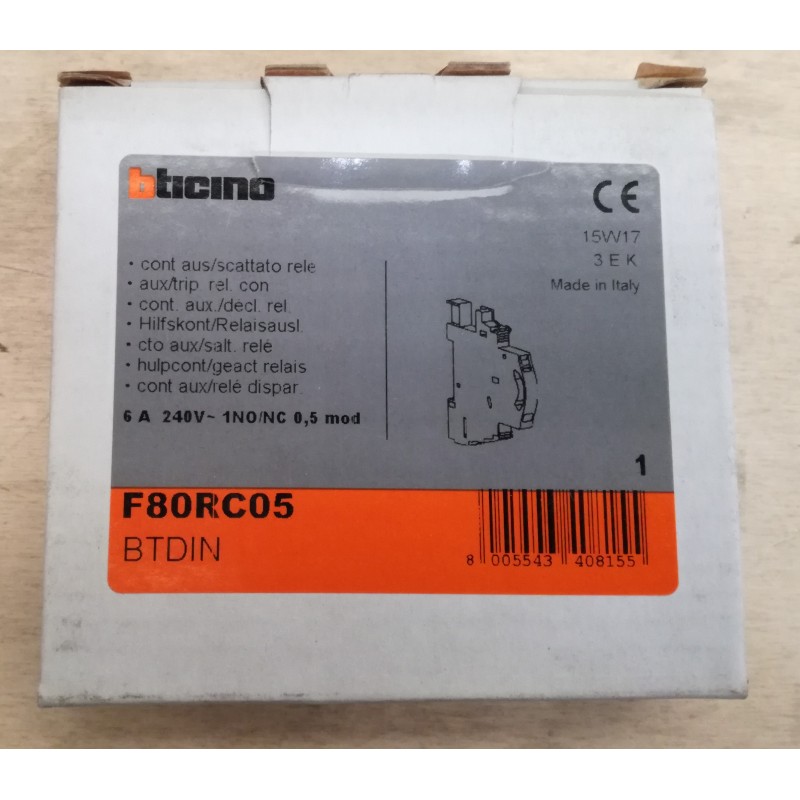 bticino
CE
15W17
3 E K
Made in Italy
• cont aus/scattato rele
• aux/trip. rel. con
• cont. aux./décl. rel.
• Hilfskont/Relaisausl.
• cto aux/salt. relé
• hulpcont/geact relais
• cont aux/relé dispar.
6 A 240V~ 1NO/NC 0,5 mod
1
F80RC05
BTDIN
8 005543 408155